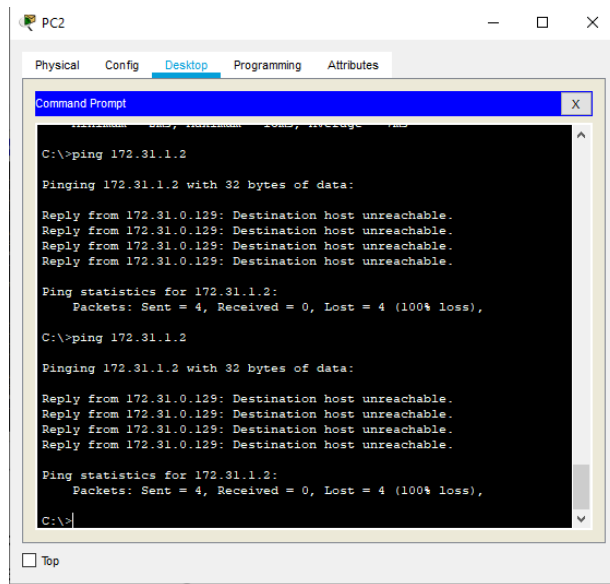 PC2
Physical Config Desktop Programming Attributes
Command Prompt X
C:\>ping 172.31.1.2
Pinging 172.31.1.2 with 32 bytes of data:
Reply from 172.31.0.129: Destination host unreachable.
Reply from 172.31.0.129: Destination host unreachable.
Reply from 172.31.0.129: Destination host unreachable.
Reply from 172.31.0.129: Destination host unreachable.
Ping statistics for 172.31.1.2:
Packets: Sent = 4, Received = 0, Lost = 4 (100% loss),
C:\>ping 172.31.1.2
Pinging 172.31.1.2 with 32 bytes of data:
Reply from 172.31.0.129: Destination host unreachable.
Reply from 172.31.0.129: Destination host unreachable.
Reply from 172.31.0.129: Destination host unreachable.
Reply from 172.31.0.129: Destination host unreachable.
Ping statistics for 172.31.1.2:
Packets: Sent = 4, Received = 0, Lost = 4 (100% loss),
C:\>
Top